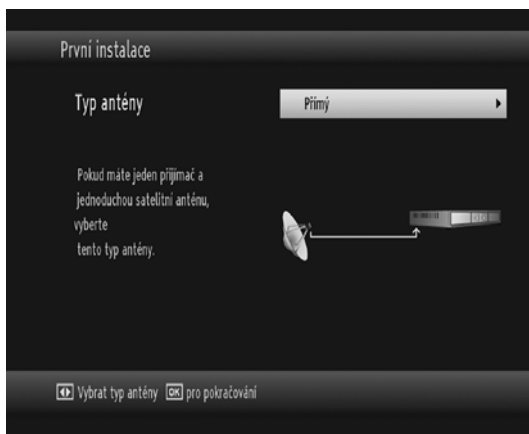 První instalace
Typ antény
Přímý
Pokud máte jeden přijímač a
jednoduchou satelitní anténu,
vyberte
tento typ antény.
Vybrat typ antény OK pro pokračování